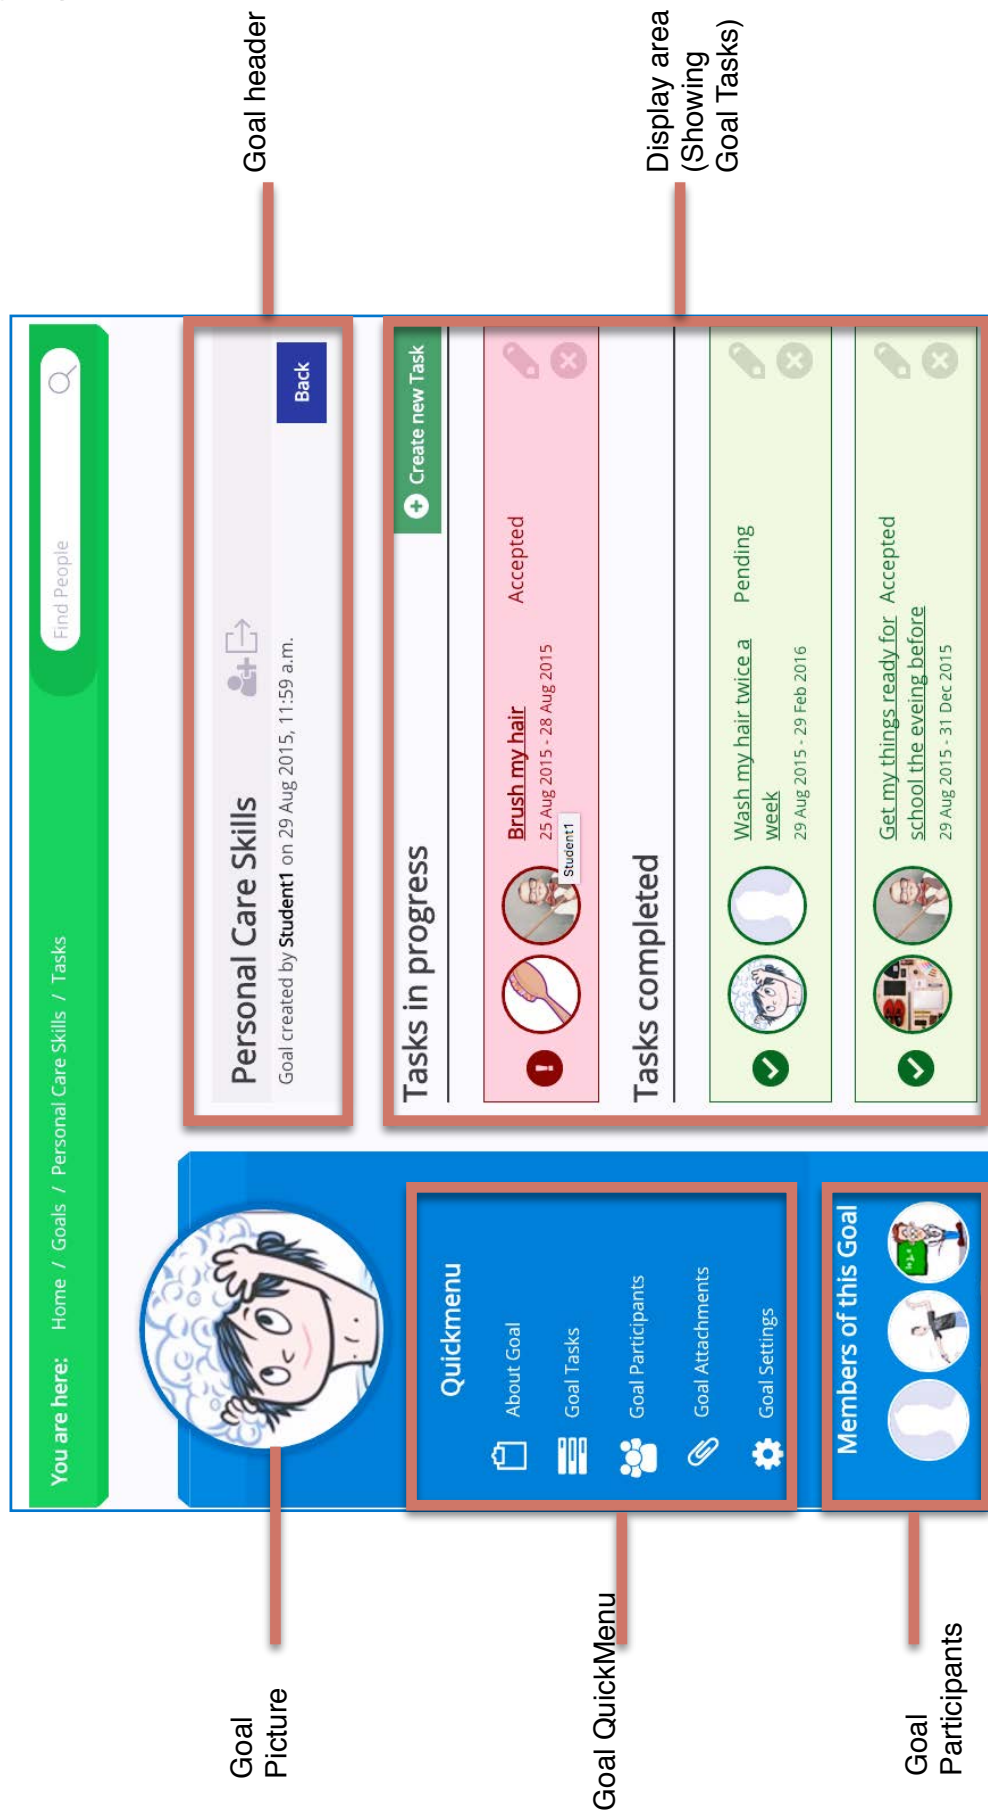 Goal header
Display area
(Showing
Goal Tasks)
Goal
Picture
Goal QuickMenu
Goal
Participants
You are here: Home / Goals / Personal Care Skills / Tasks
Find People
Personal Care Skills
Goal created by Student1 on 29 Aug 2015, 11:59 a.m.
Back
Quickmenu
About Goal
Goal Tasks
Goal Participants
Goal Attachments
Goal Settings
Members of this Goal
Tasks in progress
Create new Task
Brush my hair Accepted
25 Aug 2015 - 28 Aug 2015
Student1
Tasks completed
Wash my hair twice a Pending
week
29 Aug 2015 - 29 Feb 2016
Get my things ready for Accepted
school the eveing before
29 Aug 2015 - 31 Dec 2015